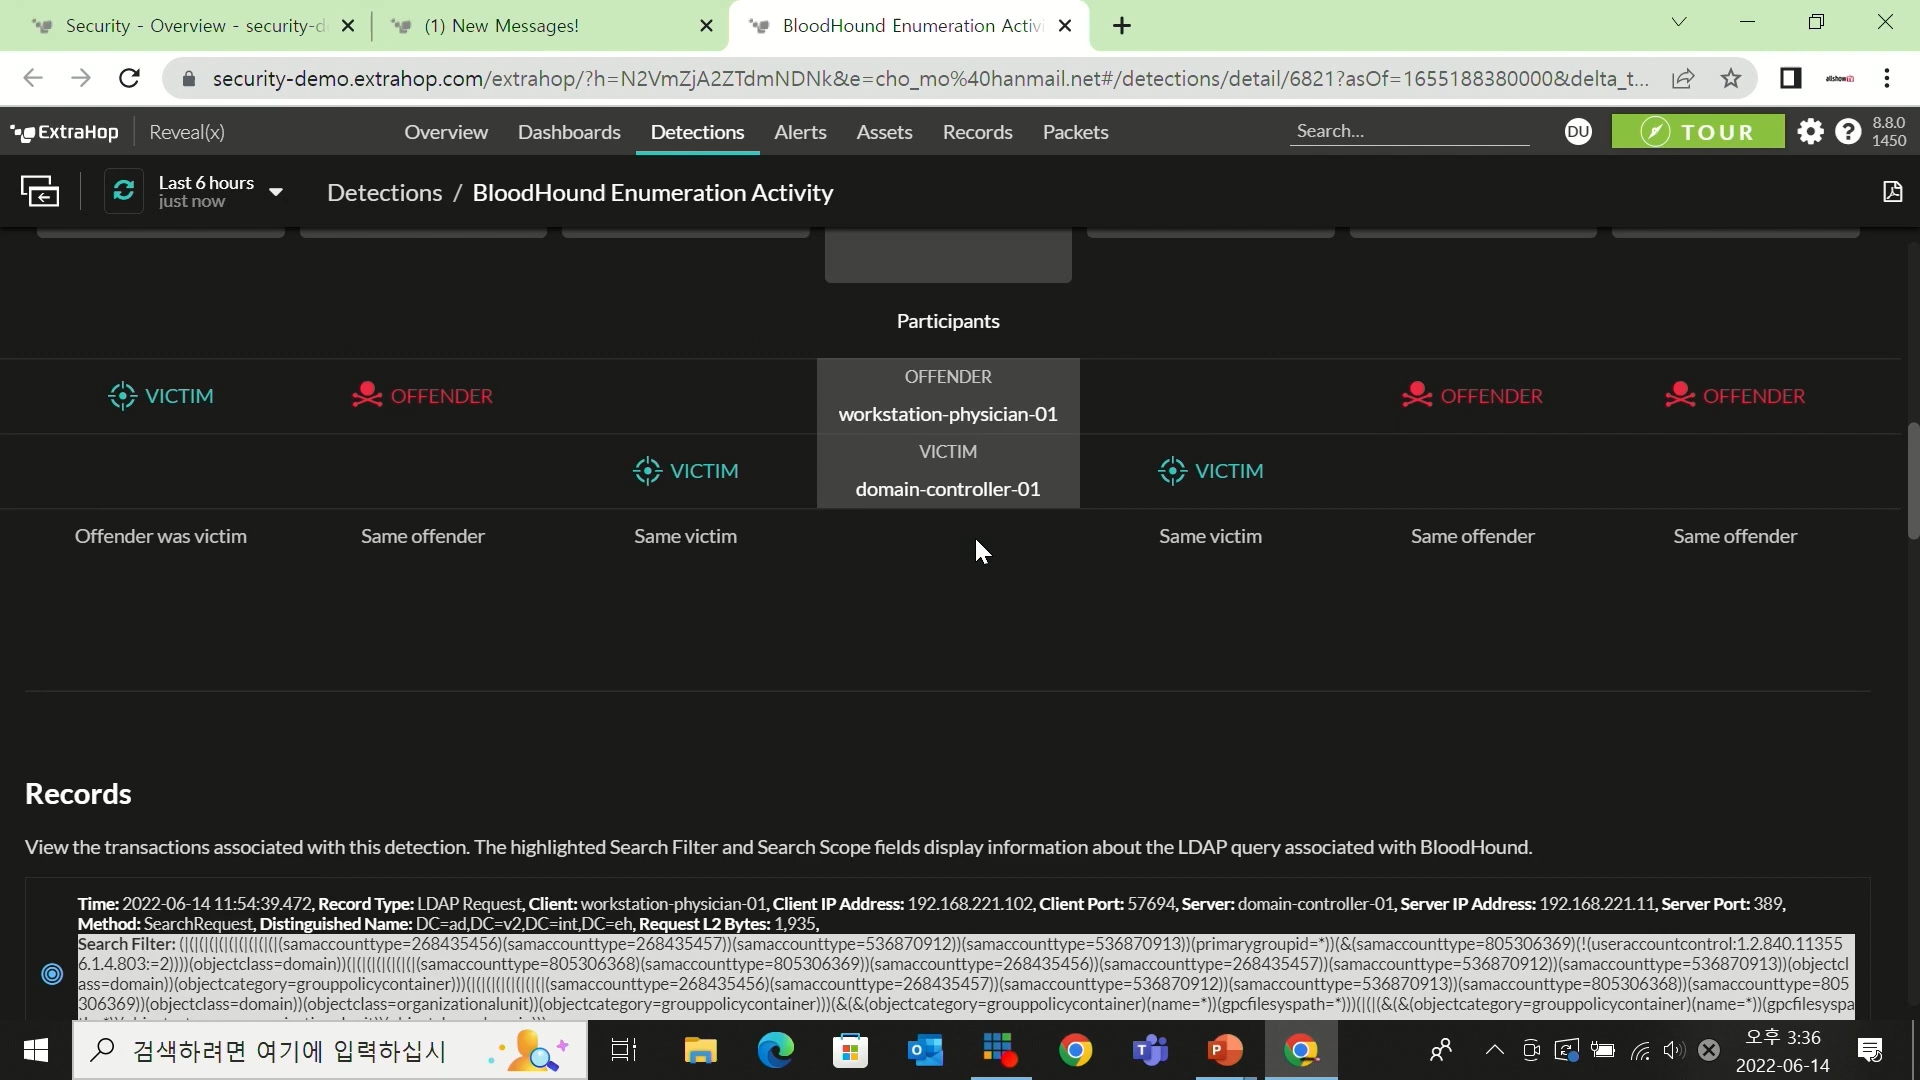 Security - Overview - security-d
(1) New Messages!
BloodHound Enumeration Activ
security-demo.extrahop.com/extrahop/?h=N2VmZjA2ZTdmNDNk&e=cho_mo%40hanmail.net#/detections/detail/6821?asOf=1655188380000&delta_t...
allshowTV
ExtraHop
Reveal(x)
Overview
Dashboards
Detections
Alerts
Assets
Records
Packets
Search...
DU
TOUR
8.8.0
1450
Last 6 hours
just now
Detections / BloodHound Enumeration Activity
Participants
VICTIM
OFFENDER
OFFENDER
workstation-physician-01
OFFENDER
OFFENDER
VICTIM
VICTIM
domain-controller-01
VICTIM
Offender was victim
Same offender
Same victim
Same victim
Same offender
Same offender
Records
View the transactions associated with this detection. The highlighted Search Filter and Search Scope fields display information about the LDAP query associated with BloodHound.
Time: 2022-06-14 11:54:39.472, Record Type: LDAP Request, Client: workstation-physician-01, Client IP Address: 192.168.221.102, Client Port: 57694, Server: domain-controller-01, Server IP Address: 192.168.221.11, Server Port: 389,
Method: SearchRequest, Distinguished Name: DC=ad,DC=v2,DC=int,DC=eh, Request L2 Bytes: 1,935,
Search Filter: (|(|(|(|(|(|(|(|(|(|(|(samaccounttype=268435456)(samaccounttype=268435457))(samaccounttype=536870912))(samaccounttype=536870913))(primarygroupid=*))(&(samaccounttype=805306369)(!(useraccountcontrol:1.2.840.11355
6.1.4.803:=2))))(objectclass=domain))(|(|(|(|(|(|(samaccounttype=805306368)(samaccounttype=805306369))(samaccounttype=268435456))(samaccounttype=268435457))(samaccounttype=536870912))(samaccounttype=536870913))(objectcl
ass=domain))(objectcategory=grouppolicycontainer)))(|(|(|(|(|(|(|(|(samaccounttype=268435456)(samaccounttype=268435457))(samaccounttype=536870912))(samaccounttype=536870913))(samaccounttype=805306368))(samaccounttype=805
306369))(objectclass=domain))(objectclass=organizationalunit))(objectcategory=grouppolicycontainer)))(&(&(objectcategory=grouppolicycontainer)(name=*))(gpcfilesyspath=*)))(|(|(|(&(&(objectcategory=grouppolicycontainer)(name=*))(gpcfilesyspa
검색하려면 여기에 입력하십시
오후 3:36
2022-06-14